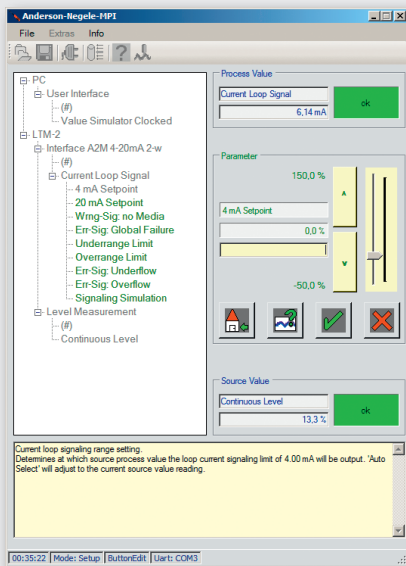 Anderson-Negele-MPI
File Extras Info
PC
User Interface
(#)
Value Simulator Clocked
LTM-2
Interface A2M 4-20mA 2-w
(#)
Current Loop Signal
4 mA Setpoint
20 mA Setpoint
Wrng-Sig: no Media
Err-Sig: Global Failure
Underrange Limit
Overrange Limit
Err-Sig: Underflow
Err-Sig: Overflow
Signaling Simulation
Level Measurement
(#)
Continuous Level
Process Value
Current Loop Signal
6,14 mA
ok
Parameter
150,0 %
4 mA Setpoint
0,0 %
-50,0 %
Source Value
Continuous Level
13,3 %
ok
Current loop signaling range setting.
Determines at which source process value the loop current signaling limit of 4.00 mA will be output. 'Auto
Select' will adjust to the current source value reading.
00:35:22 Mode: Setup ButtonEdit Uart: COM3